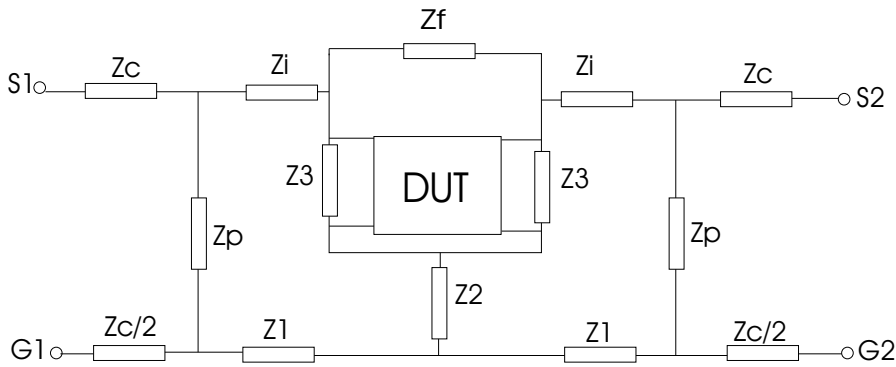 Zf
S1 Zc Zi Zi Zc S2
Z3 DUT Z3
Zp Zp
Z2
G1 Zc/2 Z1 Z1 Zc/2 G2